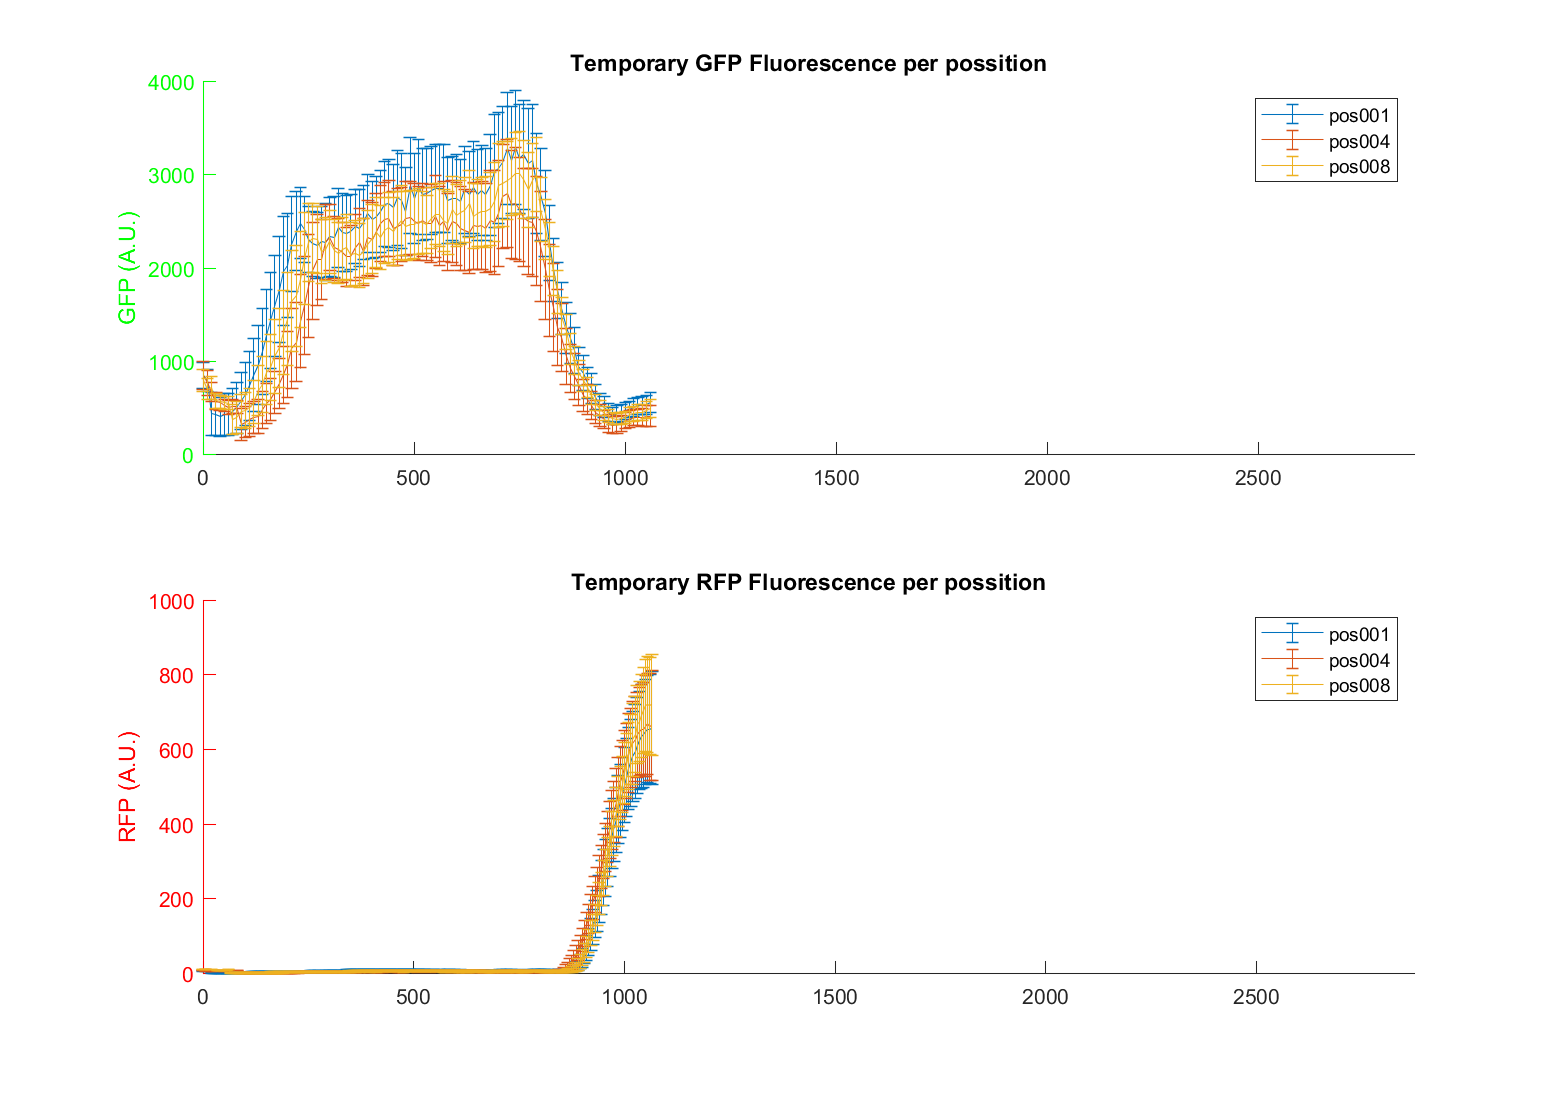 Temporary GFP Fluorescence per possition
4000
3000
2000
1000
0
GFP (A.U.)
0 500 1000 1500 2000 2500
pos001
pos004
pos008
Temporary RFP Fluorescence per possition
1000
800
600
400
200
0
RFP (A.U.)
0 500 1000 1500 2000 2500
pos001
pos004
pos008